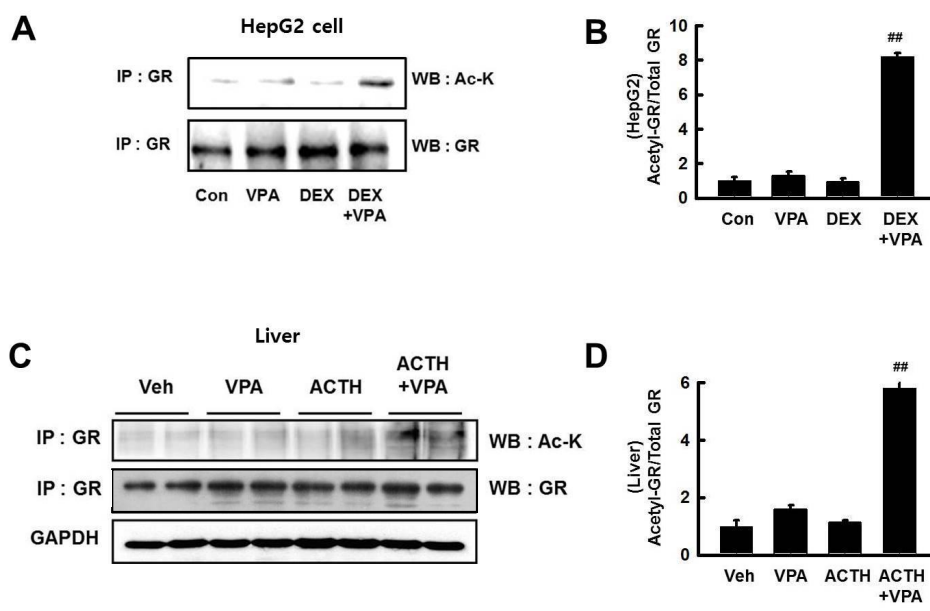 A
HepG2 cell
IP : GR
WB : Ac-K
IP : GR
WB : GR
Con VPA DEX DEX
+VPA
B
(HepG2)
Acetyl-GR/Total GR
10
8
6
4
2
0
##
Con VPA DEX DEX
+VPA
C
Liver
Veh VPA ACTH ACTH
+VPA
IP : GR
WB : Ac-K
IP : GR
WB : GR
GAPDH
D
(Liver)
Acetyl-GR/Total GR
6
4
2
0
##
Veh VPA ACTH ACTH
+VPA